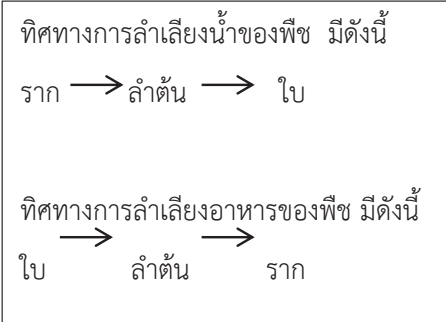 ทิศทางการลำเลียงน้ำของพืช มีดังนี้
ราก → ลำต้น → ใบ
ทิศทางการลำเลียงอาหารของพืช มีดังนี้
ใบ → ลำต้น → ราก